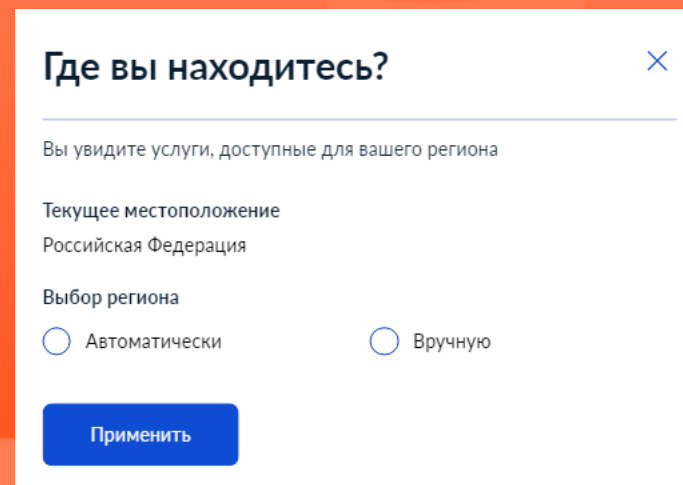 Где вы находитесь?
Вы увидите услуги, доступные для вашего региона
Текущее местоположение
Российская Федерация
Выбор региона
Автоматически
Вручную
Применить